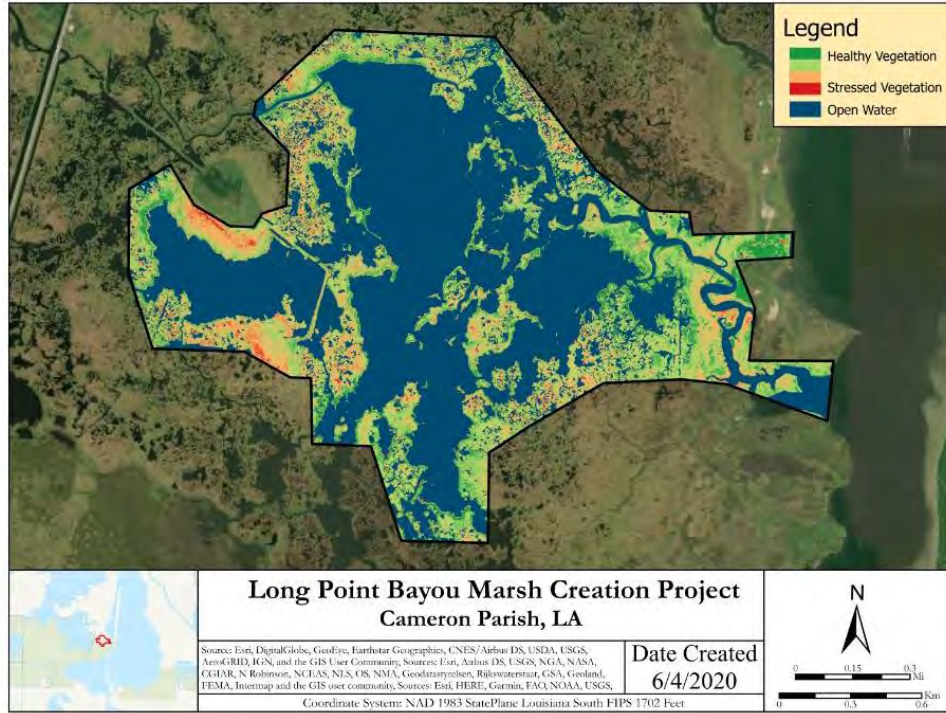 Legend
Healthy Vegetation
Stressed Vegetation
Open Water
Long Point Bayou Marsh Creation Project
Cameron Parish, LA
Source: Esri, DigitalGlobe, GeoEye, Earthstar Geographics, CNES/Airbus DS, USDA, USGS,
AeroGRID, IGN, and the GIS User Community, Sources: Esri, Airbus DS, USGS, NGA, NASA,
CGIAR, N Robinson, NCEAS, NLS, OS, NMA, Geodatastyrelsen, Rijkswaterstaat, GSA, Geoland,
FEMA, Intermap and the GIS user community, Sources: Esri, HERE, Garmin, FAO, NOAA, USGS,
Date Created
6/4/2020
Coordinate System: NAD 1983 StatePlane Louisiana South FIPS 1702 Feet
N
0 0.15 0.3
Mi
Km
0 0.3 0.6